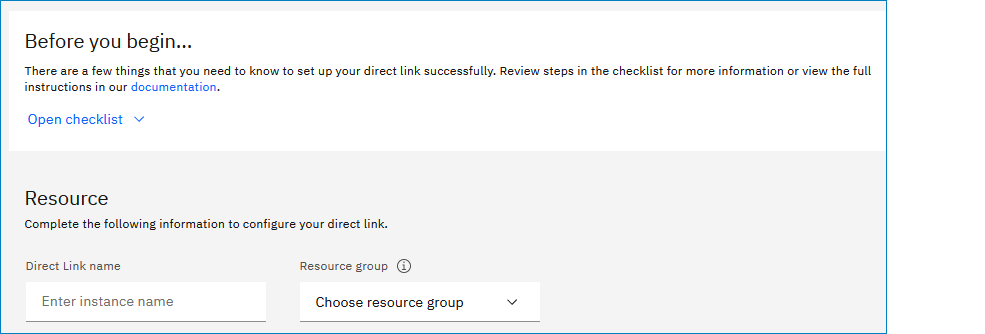 Before you begin...
There are a few things that you need to know to set up your direct link successfully. Review steps in the checklist for more information or view the full
instructions in our documentation.
Open checklist
Resource
Complete the following information to configure your direct link.
Direct Link name
Resource group
Enter instance name
Choose resource group